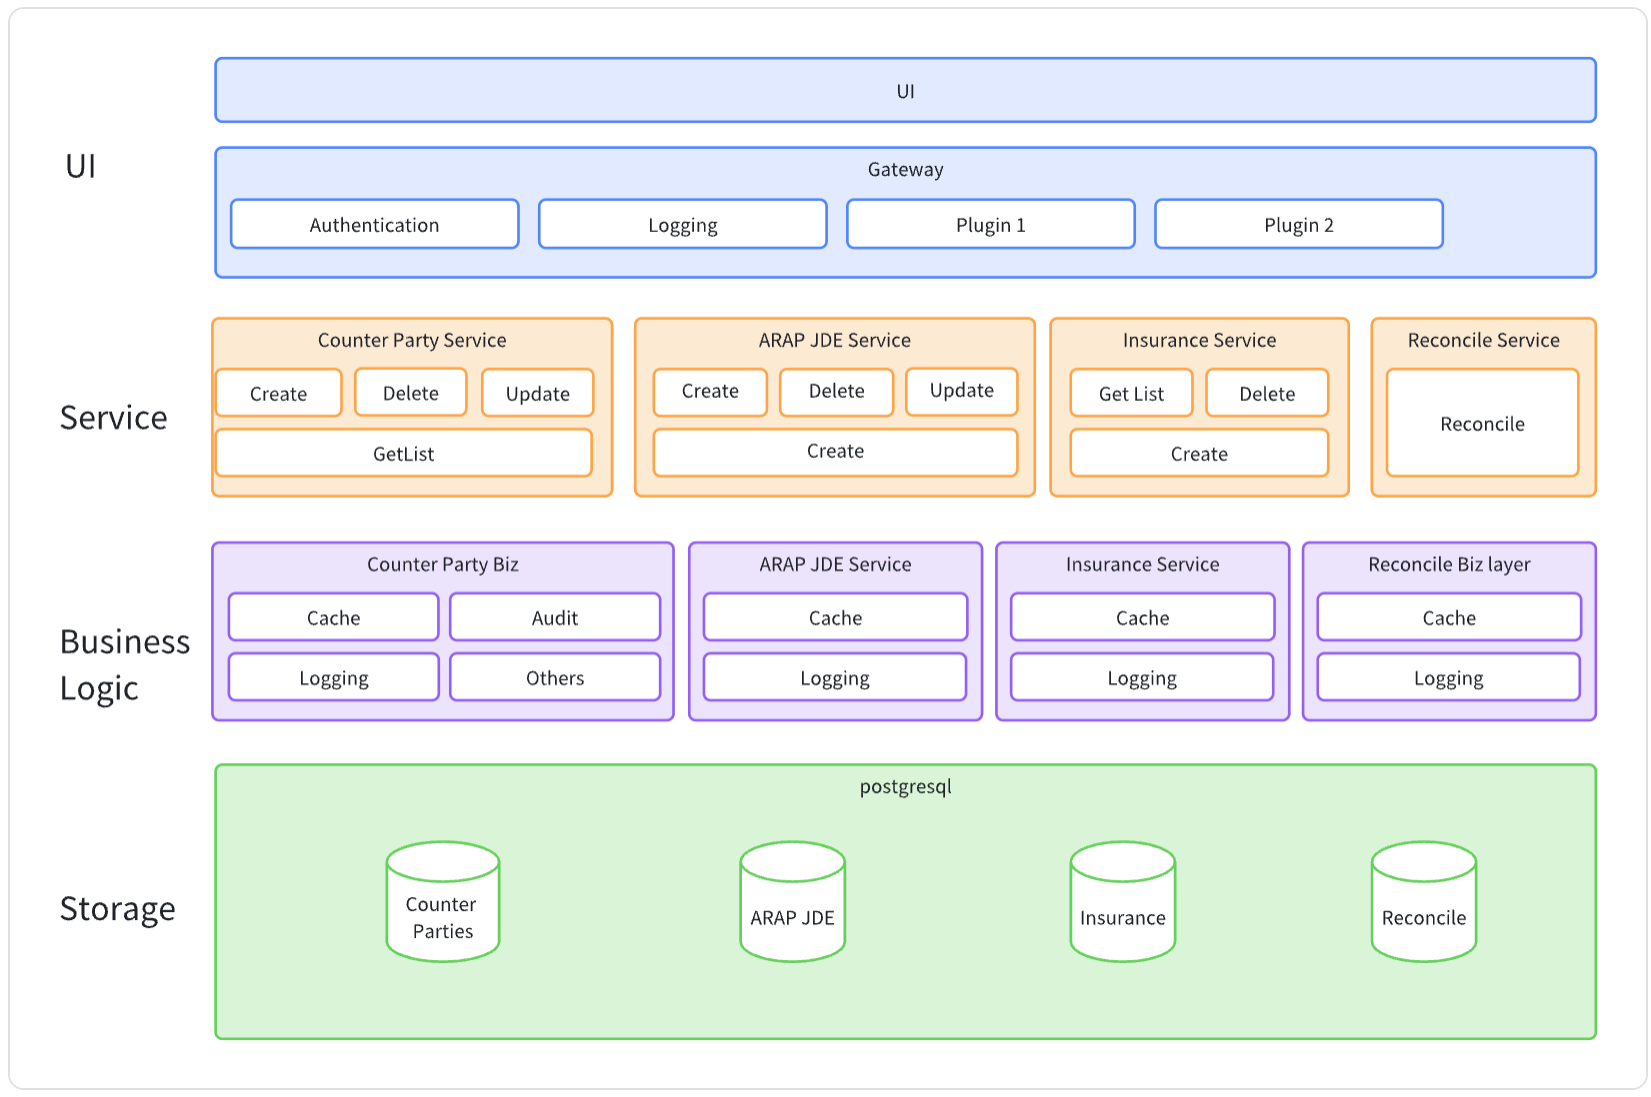 UI
UI
Gateway
Authentication
Logging
Plugin 1
Plugin 2
Service
Counter Party Service
Create
Delete
Update
GetList
ARAP JDE Service
Create
Delete
Update
Create
Insurance Service
Get List
Delete
Create
Reconcile Service
Reconcile
Business
Logic
Counter Party Biz
Cache
Audit
Logging
Others
ARAP JDE Service
Cache
Logging
Insurance Service
Cache
Logging
Reconcile Biz layer
Cache
Logging
Storage
postgresql
Counter
Parties
ARAP JDE
Insurance
Reconcile